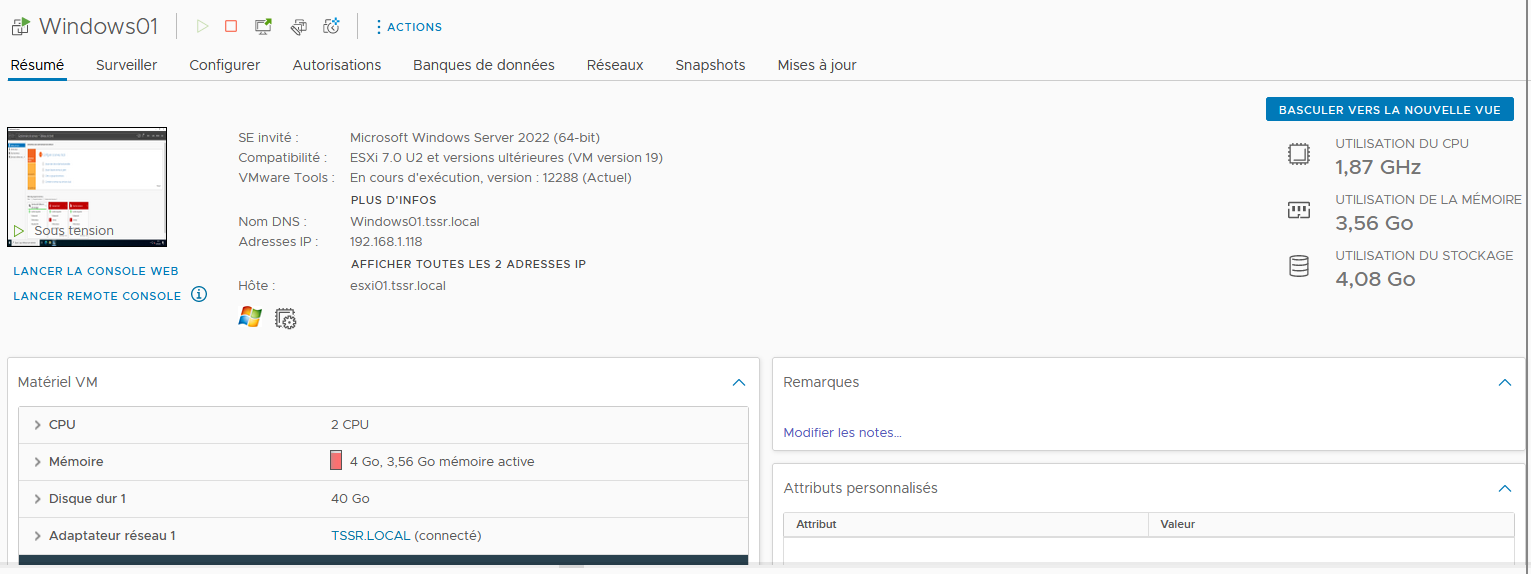 Windows01
ACTIONS
Résumé Surveiller Configurer Autorisations Banques de données Réseaux Snapshots Mises à jour
BASCULER VERS LA NOUVELLE VUE
Sous tension
LANCER LA CONSOLE WEB
LANCER REMOTE CONSOLE
SE invité : Microsoft Windows Server 2022 (64-bit)
Compatibilité : ESXi 7.0 U2 et versions ultérieures (VM version 19)
VMware Tools : En cours d'exécution, version : 12288 (Actuel)
PLUS D'INFOS
Nom DNS : Windows01.tssr.local
Adresses IP : 192.168.1.118
AFFICHER TOUTES LES 2 ADRESSES IP
Hôte : esxi01.tssr.local
UTILISATION DU CPU
1,87 GHz
UTILISATION DE LA MÉMOIRE
3,56 Go
UTILISATION DU STOCKAGE
4,08 Go
Matériel VM
CPU 2 CPU
Mémoire 4 Go, 3,56 Go mémoire active
Disque dur 1 40 Go
Adaptateur réseau 1 TSSR.LOCAL (connecté)
Remarques
Modifier les notes...
Attributs personnalisés
Attribut Valeur